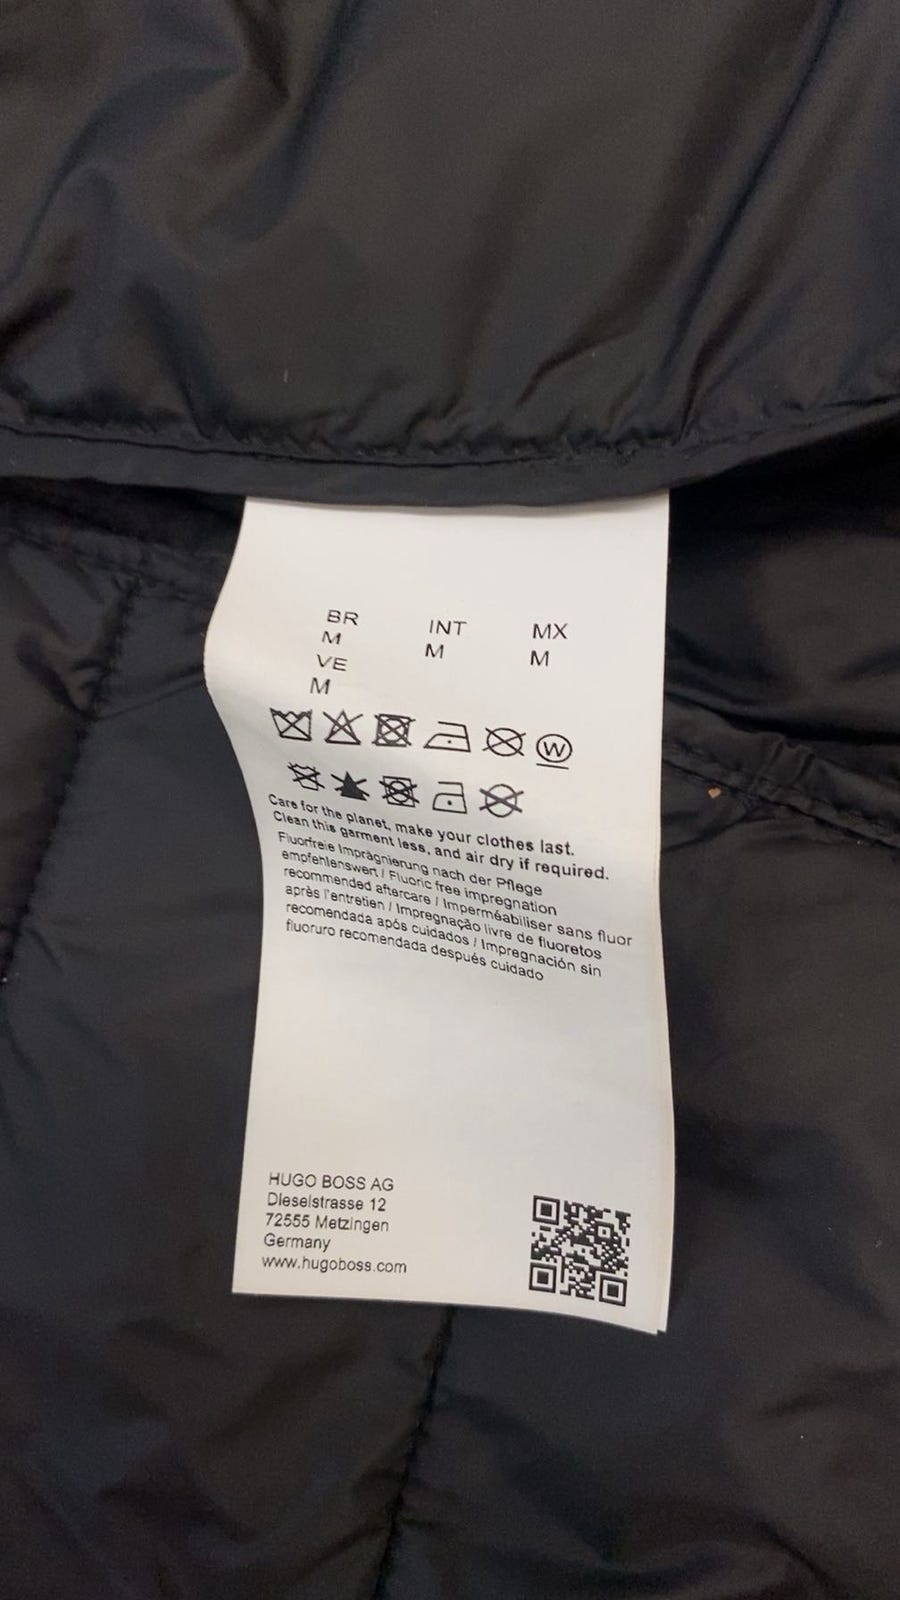 BR INT MX
M M M
VE
M
W
Care for the planet, make your clothes last.
Clean this garment less, and air dry if required.
Fluorfreie Imprägnierung nach der Pflege
empfehlenswert / Fluoric free impregnation
recommended aftercare / Imperméabiliser sans fluor
après l'entretien / Impregnação livre de fluoretos
recomendada após cuidados / Impregnación sin
fluoruro recomendada después cuidado
HUGO BOSS AG
Dieselstrasse 12
72555 Metzingen
Germany
www.hugoboss.com